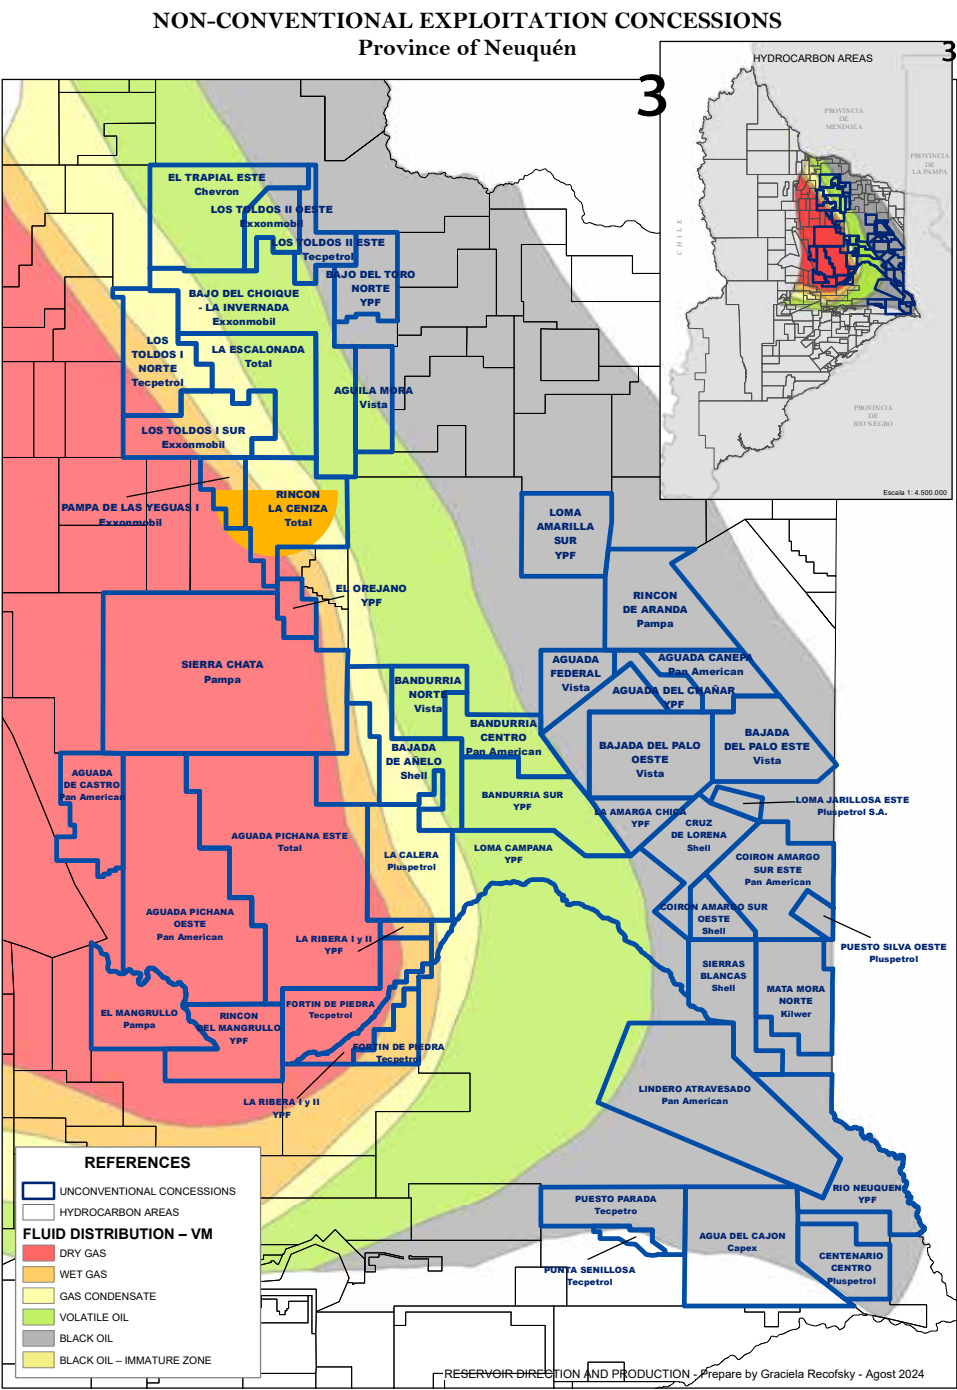 NON-CONVENTIONAL EXPLOITATION CONCESSIONS
Province of Neuquén
3
3
HYDROCARBON AREAS
PROVINCIA
DE
MENDOZA
PROVINCIA
DE
LA PAMPA
CHILE
PROVINCIA
DE
RIO NEGRO
Escala 1: 4.500.000
EL TRAPIAL ESTE
Chevron
LOS TOLDOS II OESTE
Exxonmobil
LOS TOLDOS II ESTE
Tecpetrol
BAJO DEL TORO
NORTE
YPF
BAJO DEL CHOIQUE
- LA INVERNADA
Exxonmobil
LOS
TOLDOS I
NORTE
Tecpetrol
LA ESCALONADA
Total
AGUILA MORA
Vista
LOS TOLDOS I SUR
Exxonmobil
PAMPA DE LAS YEGUAS I
Exxonmobil
RINCON
LA CENIZA
Total
LOMA
AMARILLA
SUR
YPF
EL OREJANO
YPF
RINCON
DE ARANDA
Pampa
SIERRA CHATA
Pampa
BANDURRIA
NORTE
Vista
AGUADA
FEDERAL
Vista
AGUADA CANEPA
Pan American
AGUADA DEL CHAÑAR
YPF
BANDURRIA
CENTRO
Pan American
BAJADA DEL PALO
OESTE
Vista
BAJADA
DEL PALO ESTE
Vista
BAJADA
DE AÑELO
Shell
AGUADA
DE CASTRO
Pan American
BANDURRIA SUR
YPF
LA AMARGA CHICA
YPF
LOMA JARILLOSA ESTE
Pluspetrol S.A.
CRUZ
DE LORENA
Shell
AGUADA PICHANA ESTE
Total
LA CALERA
Pluspetrol
LOMA CAMPANA
YPF
COIRON AMARGO
SUR ESTE
Pan American
AGUADA PICHANA
OESTE
Pan American
COIRON AMARGO SUR
OESTE
Shell
LA RIBERA I y II
YPF
PUESTO SILVA OESTE
Pluspetrol
SIERRAS
BLANCAS
Shell
MATA MORA
NORTE
Kilwer
EL MANGRULLO
Pampa
RINCON
DEL MANGRULLO
YPF
FORTIN DE PIEDRA
Tecpetrol
FORTIN DE PIEDRA
Tecpetrol
LA RIBERA I y II
YPF
LINDERO ATRAVESADO
Pan American
RIO NEUQUEN
YPF
PUESTO PARADA
Tecpetro
AGUA DEL CAJON
Capex
CENTENARIO
CENTRO
Pluspetrol
PUNTA SENILLOSA
Tecpetrol
REFERENCES
UNCONVENTIONAL CONCESSIONS
HYDROCARBON AREAS
FLUID DISTRIBUTION – VM
DRY GAS
WET GAS
GAS CONDENSATE
VOLATILE OIL
BLACK OIL
BLACK OIL – IMMATURE ZONE
RESERVOIR DIRECTION AND PRODUCTION - Prepare by Graciela Recofsky - Agost 2024